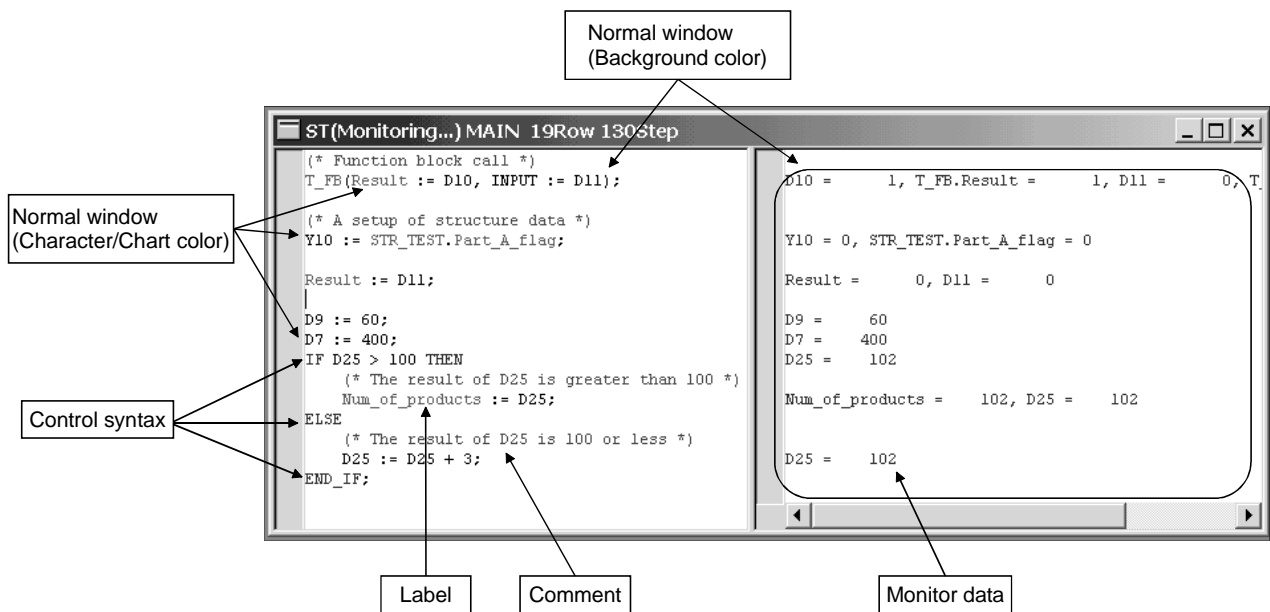 Normal window
(Background color)
ST(Monitoring...) MAIN 19Row 130Step
(* Function block call *)
T_FB(Result := D10, INPUT := D11);
(* A setup of structure data *)
Y10 := STR_TEST.Part_A_flag;
Result := D11;
D9 := 60;
D7 := 400;
IF D25 > 100 THEN
(* The result of D25 is greater than 100 *)
Num_of_products := D25;
ELSE
(* The result of D25 is 100 or less *)
D25 := D25 + 3;
END_IF;
D10 = 1, T_FB.Result = 1, D11 = 0, T_
Y10 = 0, STR_TEST.Part_A_flag = 0
Result = 0, D11 = 0
D9 = 60
D7 = 400
D25 = 102
Num_of_products = 102, D25 = 102
D25 = 102
Normal window
(Character/Chart color)
Control syntax
Label
Comment
Monitor data